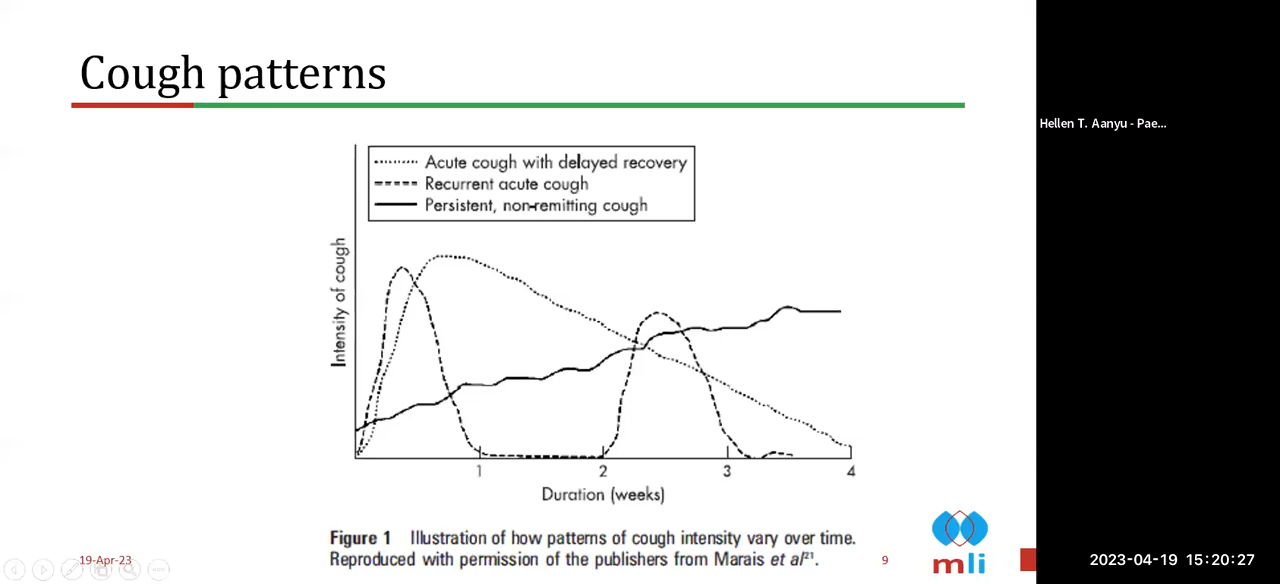 Cough patterns
Hellen T. Aanyu - Pae...
Acute cough with delayed recovery
Recurrent acute cough
Persistent, non-remitting cough
Intensity of cough
1 2 3 4
Duration (weeks)
Figure 1 Illustration of how patterns of cough intensity vary over time.
Reproduced with permission of the publishers from Marais et al²¹.
19-Apr-23
9
mli
2023-04-19 15:20:27